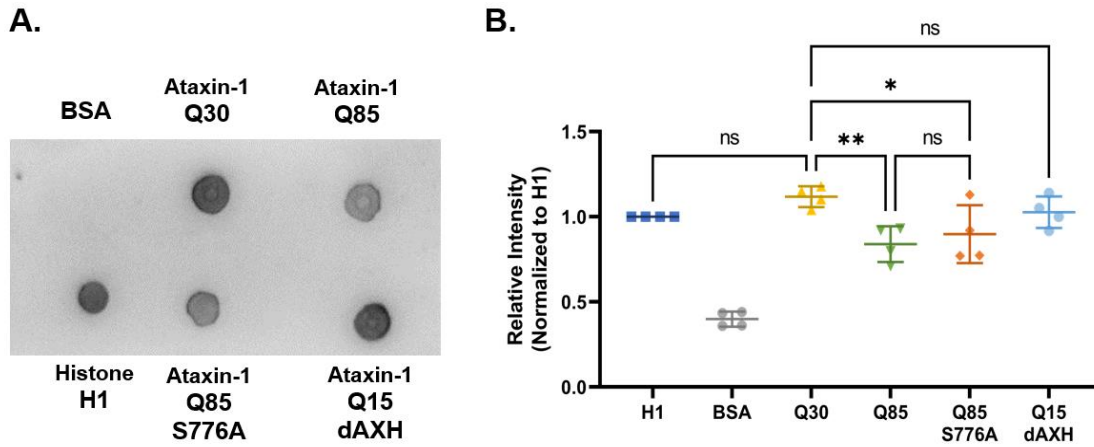 A.
BSA
Ataxin-1
Q30
Ataxin-1
Q85
Histone
H1
Ataxin-1
Q85
S776A
Ataxin-1
Q15
dAXH
B.
Relative Intensity
(Normalized to H1)
1.5
1.0
0.5
0.0
ns
*
ns
**
ns
H1
BSA
Q30
Q85
Q85
S776A
Q15
dAXH